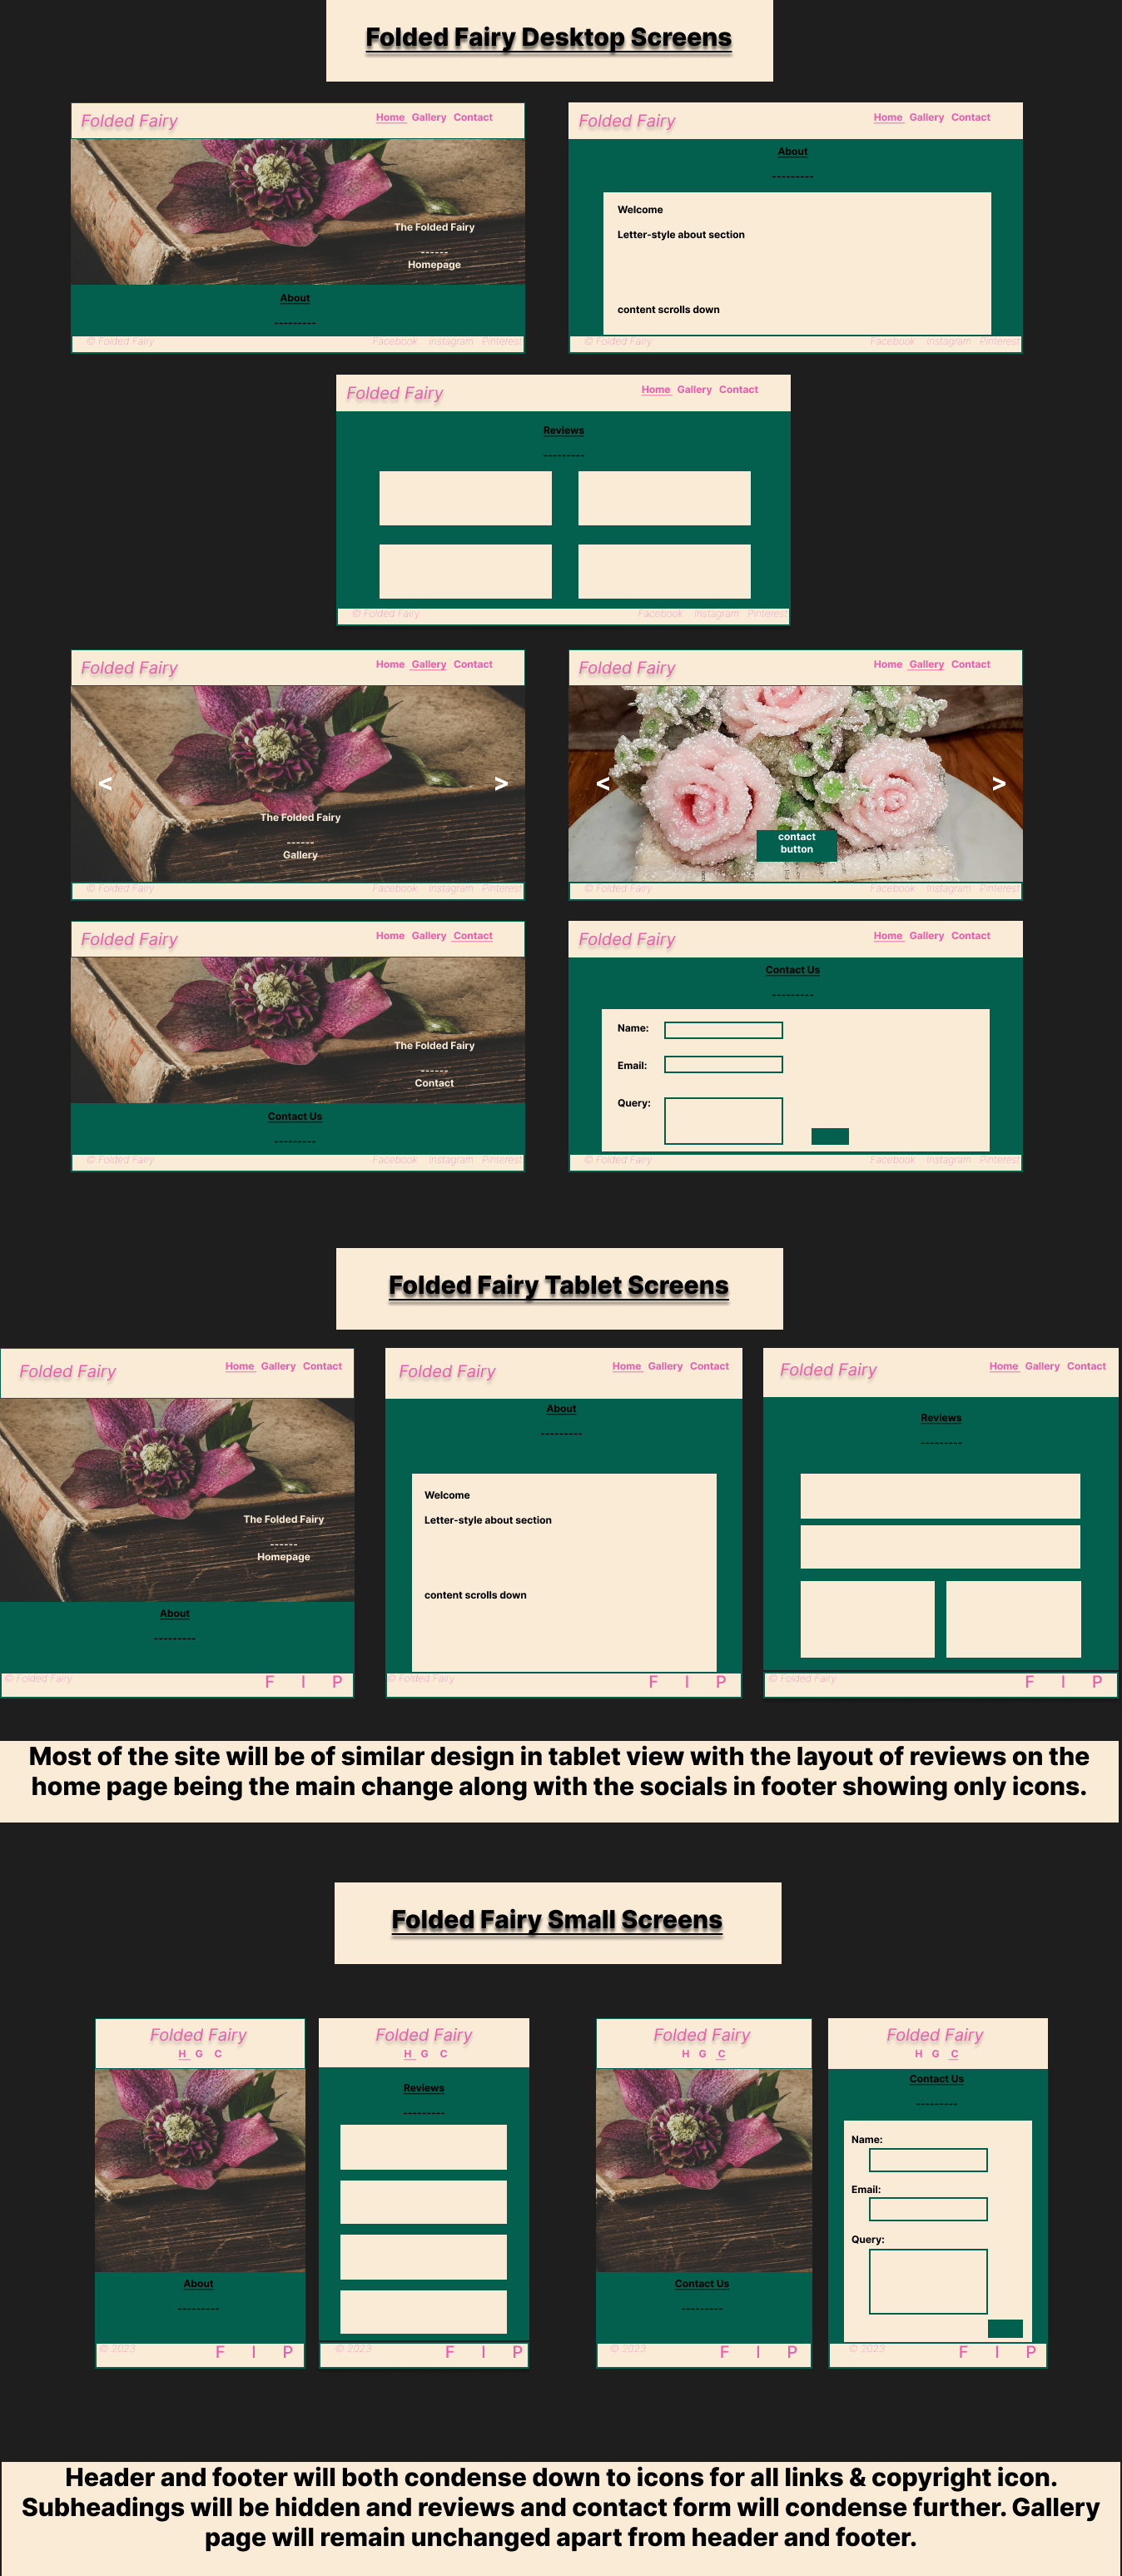 Folded Fairy Desktop Screens
Folded Fairy Home Gallery Contact
The Folded Fairy
------
Homepage
About
---------
© Folded Fairy Facebook Instagram Pinterest
Folded Fairy Home Gallery Contact
About
---------
Welcome
Letter-style about section
content scrolls down
© Folded Fairy Facebook Instagram Pinterest
Folded Fairy Home Gallery Contact
Reviews
---------
© Folded Fairy Facebook Instagram Pinterest
Folded Fairy Home Gallery Contact
< >
The Folded Fairy
------
Gallery
© Folded Fairy Facebook Instagram Pinterest
Folded Fairy Home Gallery Contact
< >
contact
button
© Folded Fairy Facebook Instagram Pinterest
Folded Fairy Home Gallery Contact
The Folded Fairy
------
Contact
Contact Us
---------
© Folded Fairy Facebook Instagram Pinterest
Folded Fairy Home Gallery Contact
Contact Us
---------
Name:
Email:
Query:
© Folded Fairy Facebook Instagram Pinterest
Folded Fairy Tablet Screens
Folded Fairy Home Gallery Contact
The Folded Fairy
------
Homepage
About
---------
© Folded Fairy F I P
Folded Fairy Home Gallery Contact
About
---------
Welcome
Letter-style about section
content scrolls down
© Folded Fairy F I P
Folded Fairy Home Gallery Contact
Reviews
---------
© Folded Fairy F I P
Most of the site will be of similar design in tablet view with the layout of reviews on the
home page being the main change along with the socials in footer showing only icons.
Folded Fairy Small Screens
Folded Fairy
H G C
About
---------
© 2023 F I P
Folded Fairy
H G C
Reviews
---------
© 2023 F I P
Folded Fairy
H G C
Contact Us
---------
© 2023 F I P
Folded Fairy
H G C
Contact Us
---------
Name:
Email:
Query:
© 2023 F I P
Header and footer will both condense down to icons for all links & copyright icon.
Subheadings will be hidden and reviews and contact form will condense further. Gallery
page will remain unchanged apart from header and footer.